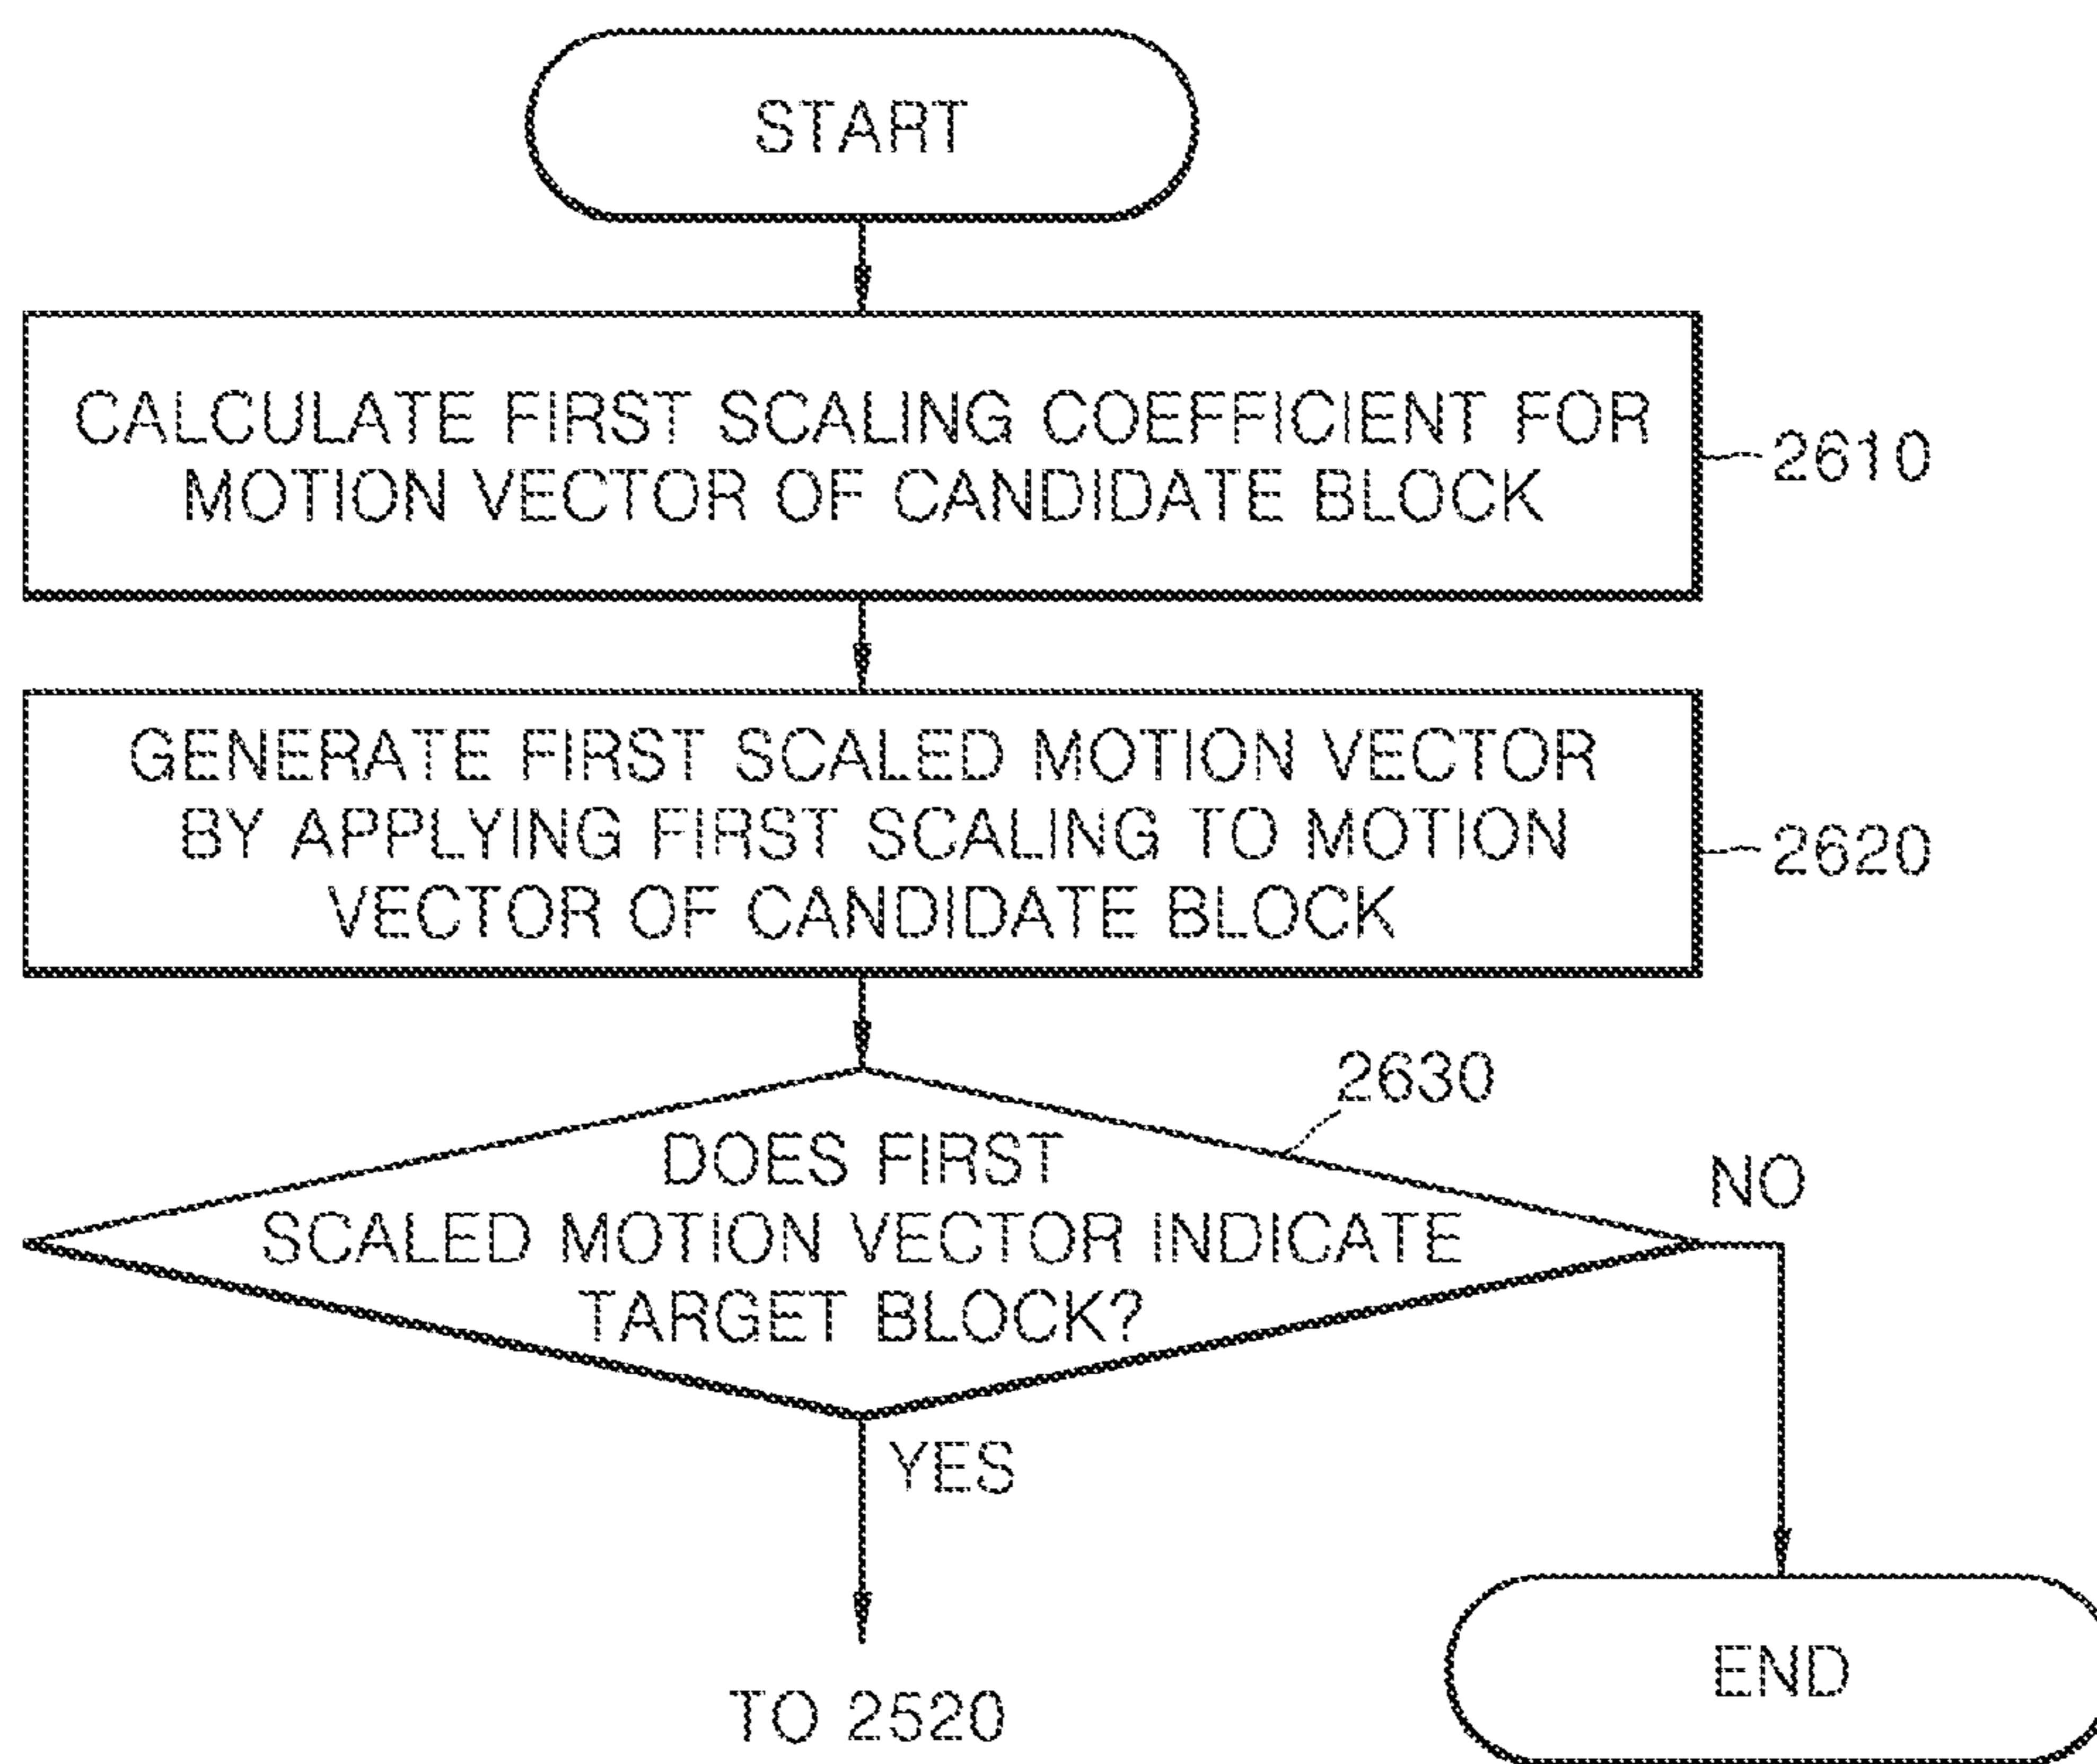 START
CALCULATE FIRST SCALING COEFFICIENT FOR
MOTION VECTOR OF CANDIDATE BLOCK
2610
GENERATE FIRST SCALED MOTION VECTOR
BY APPLYING FIRST SCALING TO MOTION
VECTOR OF CANDIDATE BLOCK
2620
2630
DOES FIRST
SCALED MOTION VECTOR INDICATE
TARGET BLOCK?
NO
YES
TO 2520
END